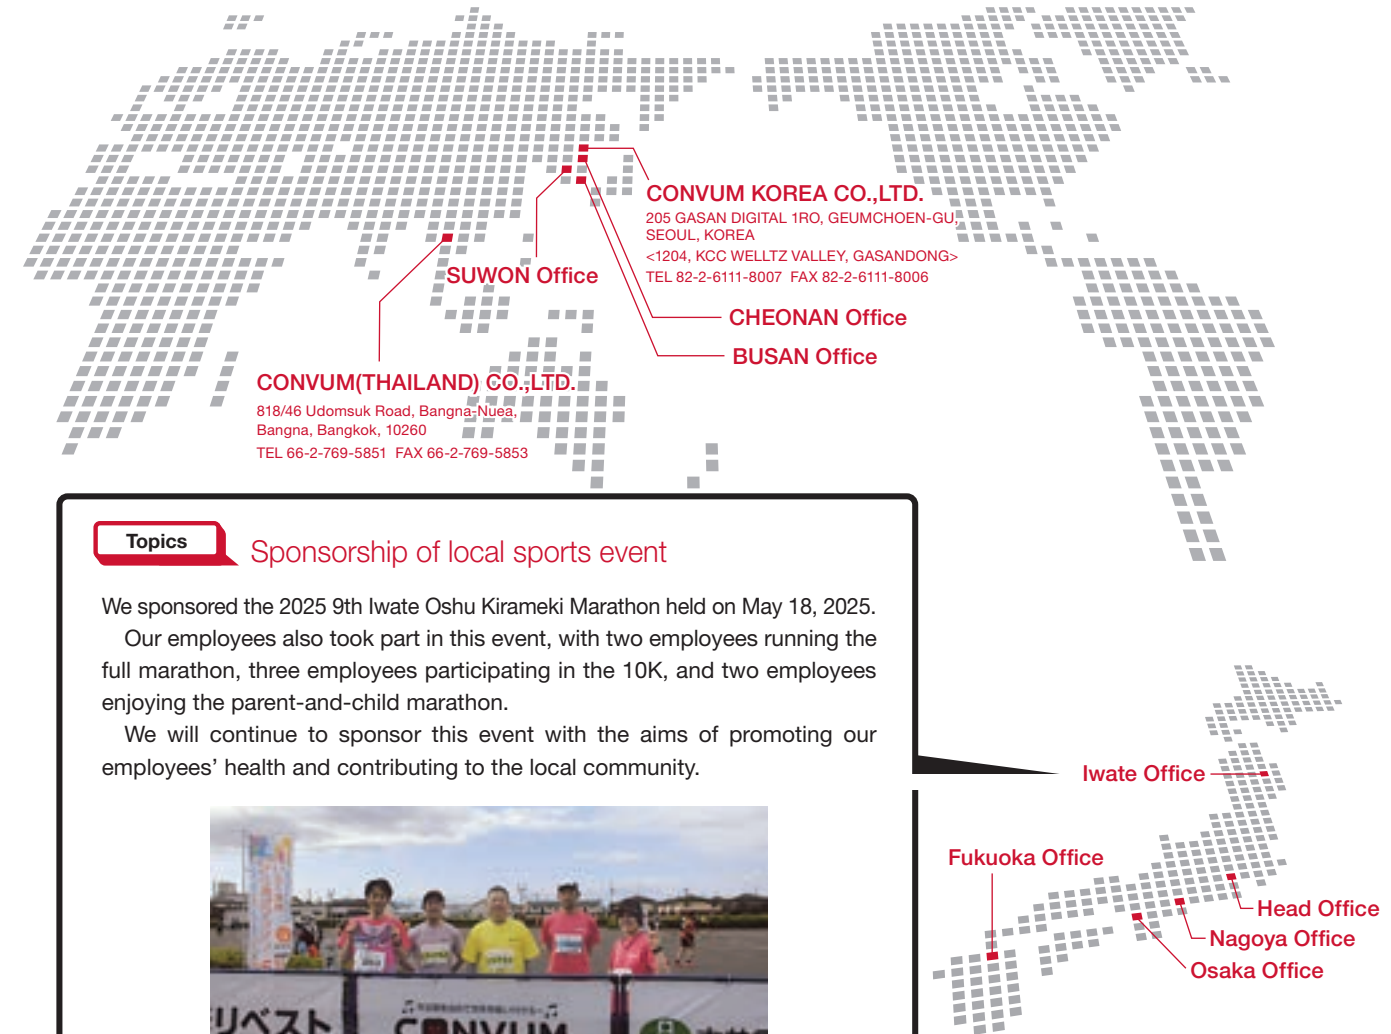 CONVUM KOREA CO.,LTD.
205 GASAN DIGITAL 1RO, GEUMCHOEN-GU,
SEOUL, KOREA
<1204, KCC WELLTZ VALLEY, GASANDONG>
TEL 82-2-6111-8007 FAX 82-2-6111-8006
SUWON Office
CHEONAN Office
BUSAN Office
CONVUM(THAILAND) CO.,LTD.
818/46 Udomsuk Road, Bangna-Nuea,
Bangna, Bangkok, 10260
TEL 66-2-769-5851 FAX 66-2-769-5853
Topics
Sponsorship of local sports event
We sponsored the 2025 9th Iwate Oshu Kirameki Marathon held on May 18, 2025.
Our employees also took part in this event, with two employees running the
full marathon, three employees participating in the 10K, and two employees
enjoying the parent-and-child marathon.
We will continue to sponsor this event with the aims of promoting our
employees’ health and contributing to the local community.
リベスト
CONVUM
Iwate Office
Fukuoka Office
Head Office
Nagoya Office
Osaka Office